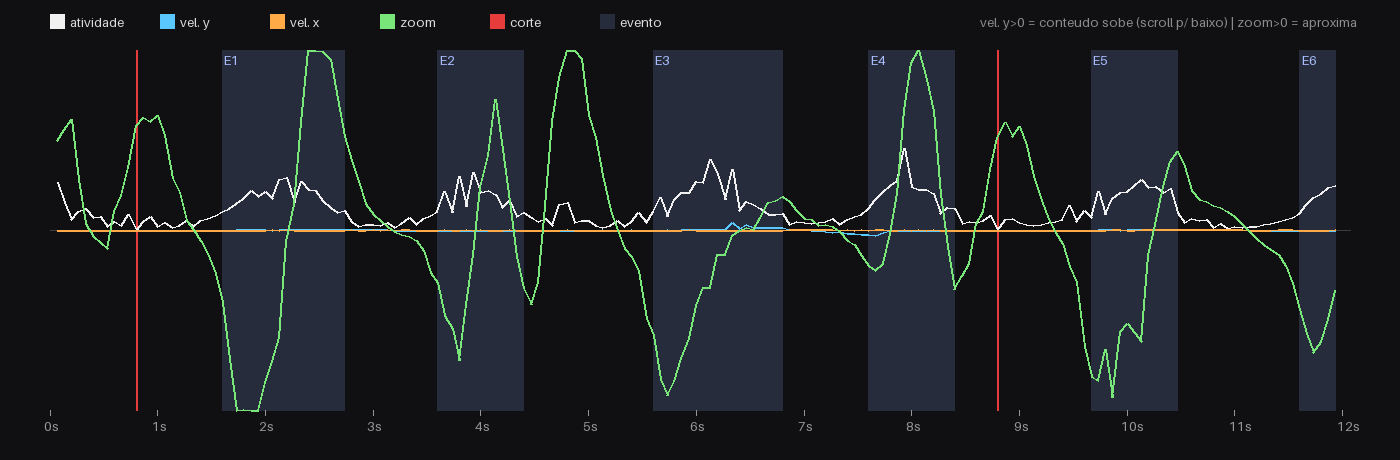 atividade vel. y vel. x zoom corte evento vel. y>0 = conteudo sobe (scroll p/ baixo) | zoom>0 = aproxima
E1 E2 E3 E4 E5 E6
0s 1s 2s 3s 4s 5s 6s 7s 8s 9s 10s 11s 12s